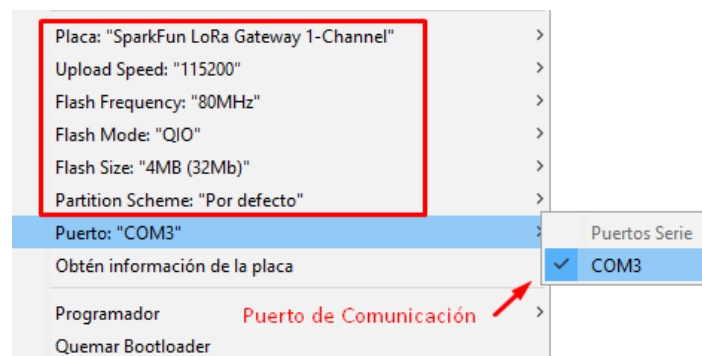 Placa: "SparkFun LoRa Gateway 1-Channel"
Upload Speed: "115200"
Flash Frequency: "80MHz"
Flash Mode: "QIO"
Flash Size: "4MB (32Mb)"
Partition Scheme: "Por defecto"
Puerto: "COM3"
Puertos Serie
Obtén información de la placa
COM3
Programador
Puerto de Comunicación
Quemar Bootloader